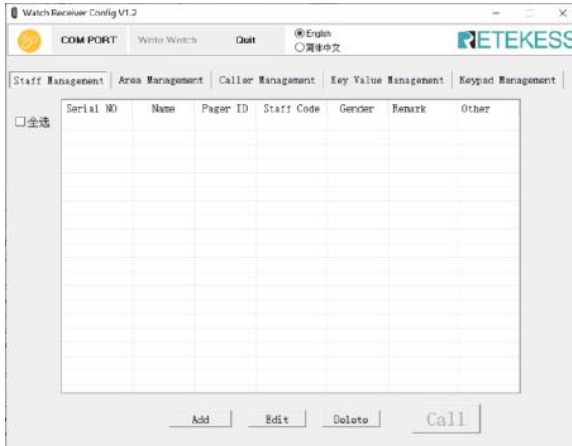 Watch Receiver Config V1.2
COM PORT Write Watch Quit English
简体中文
RETEKESS
Staff Management Area Management Caller Management Key Value Management Keypad Management
全选 Serial NO Name Pager ID Staff Code Gender Remark Other
Add Edit Delete Call